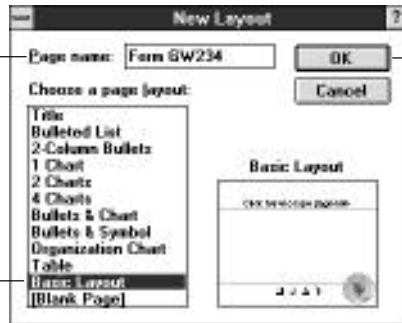 New Layout ?
Page name: Form GW234 OK
Choose a page layout: Cancel
Title
Bulleted List
2-Column Bullets
1 Chart
2 Charts
4 Charts
Bullets & Chart
Bullets & Symbol
Organization Chart
Table
Basic Layout
[Blank Page]
Basic Layout